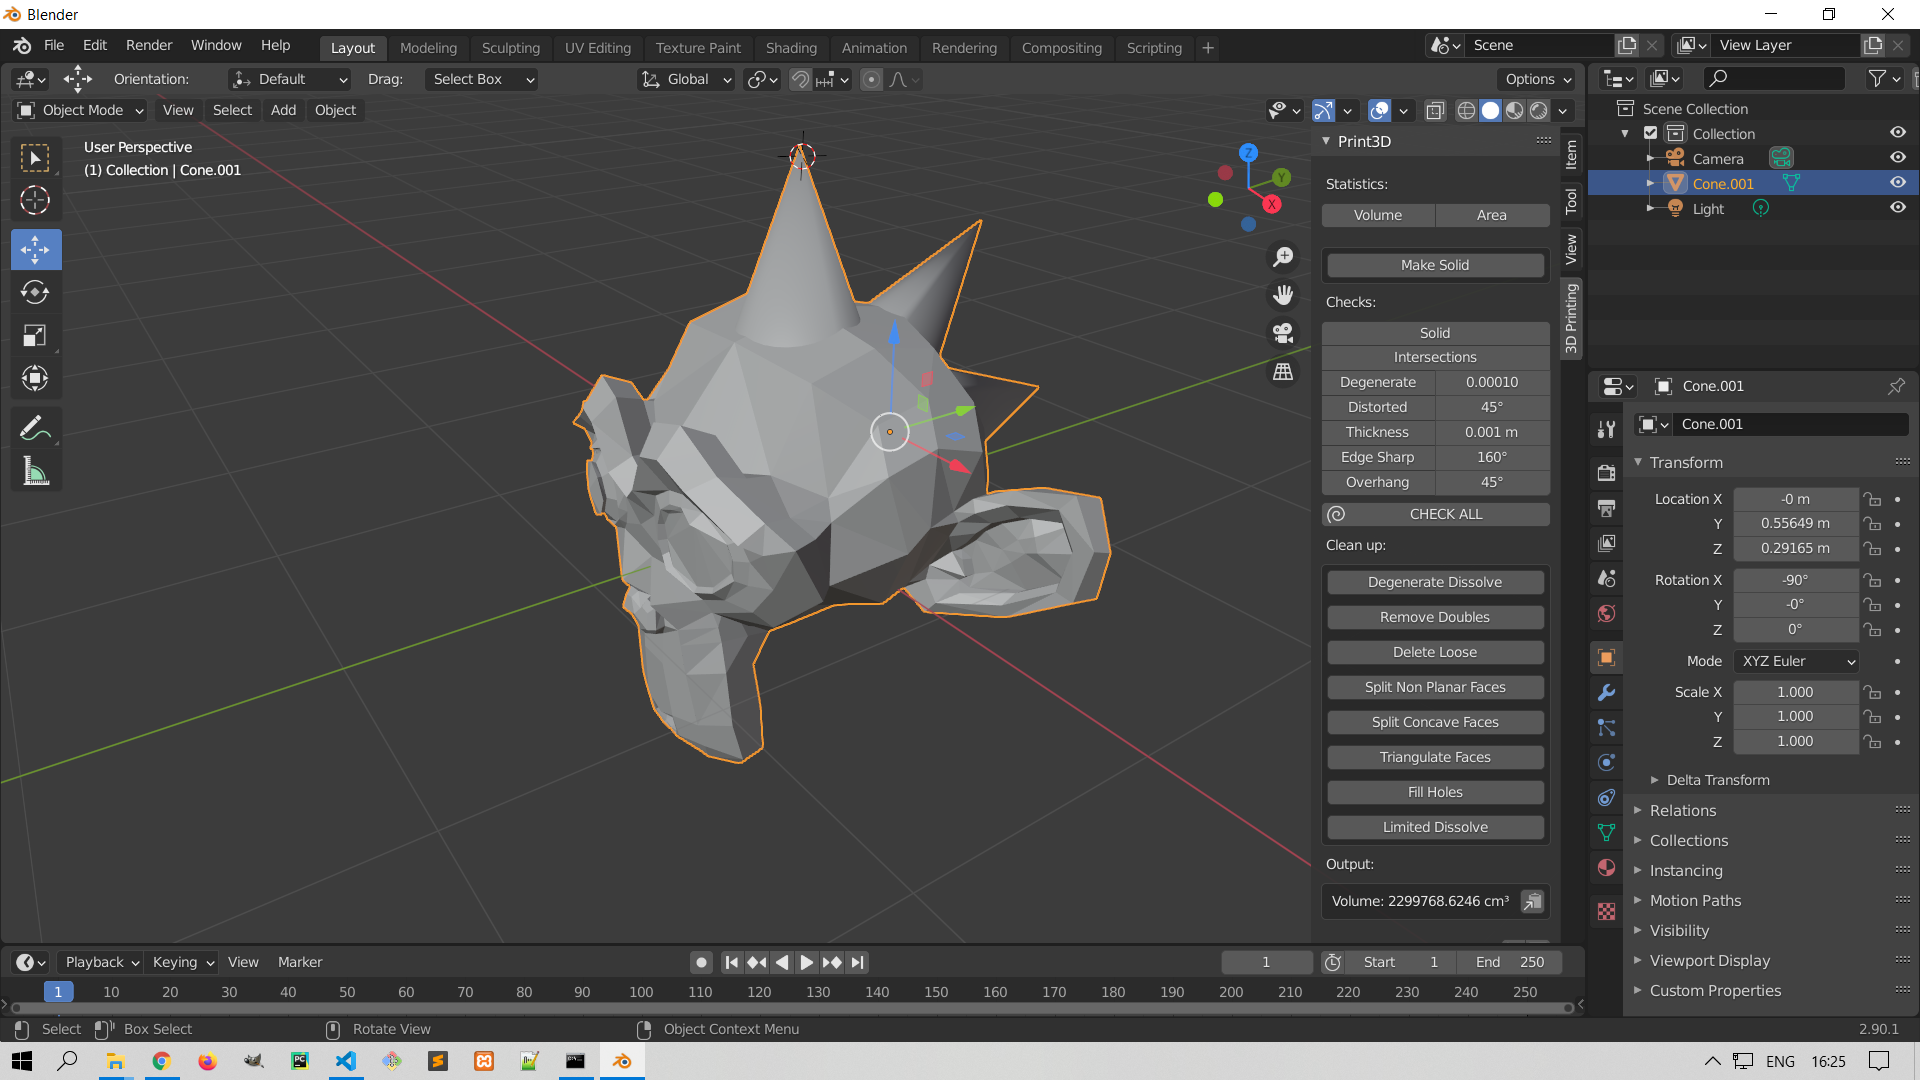 Blender
File Edit Render Window Help
Layout Modeling Sculpting UV Editing Texture Paint Shading Animation Rendering Compositing Scripting +
Scene
View Layer
Orientation: Default Drag: Select Box
Global
Options
Object Mode View Select Add Object
User Perspective
(1) Collection | Cone.001
Z
Y
X
Print3D
Statistics:
Volume Area
Make Solid
Checks:
Solid
Intersections
Degenerate 0.00010
Distorted 45°
Thickness 0.001 m
Edge Sharp 160°
Overhang 45°
CHECK ALL
Clean up:
Degenerate Dissolve
Remove Doubles
Delete Loose
Split Non Planar Faces
Split Concave Faces
Triangulate Faces
Fill Holes
Limited Dissolve
Output:
Volume: 2299768.6246 cm³
Item
Tool
View
3D Printing
Scene Collection
Collection
Camera
Cone.001
Light
Cone.001
Cone.001
Transform
Location X -0 m
Y 0.55649 m
Z 0.29165 m
Rotation X -90°
Y -0°
Z 0°
Mode XYZ Euler
Scale X 1.000
Y 1.000
Z 1.000
Delta Transform
Relations
Collections
Instancing
Motion Paths
Visibility
Viewport Display
Custom Properties
Playback Keying View Marker
1 Start 1 End 250
1 10 20 30 40 50 60 70 80 90 100 110 120 130 140 150 160 170 180 190 200 210 220 230 240 250
Select Box Select Rotate View Object Context Menu 2.90.1
PC
ENG 16:25